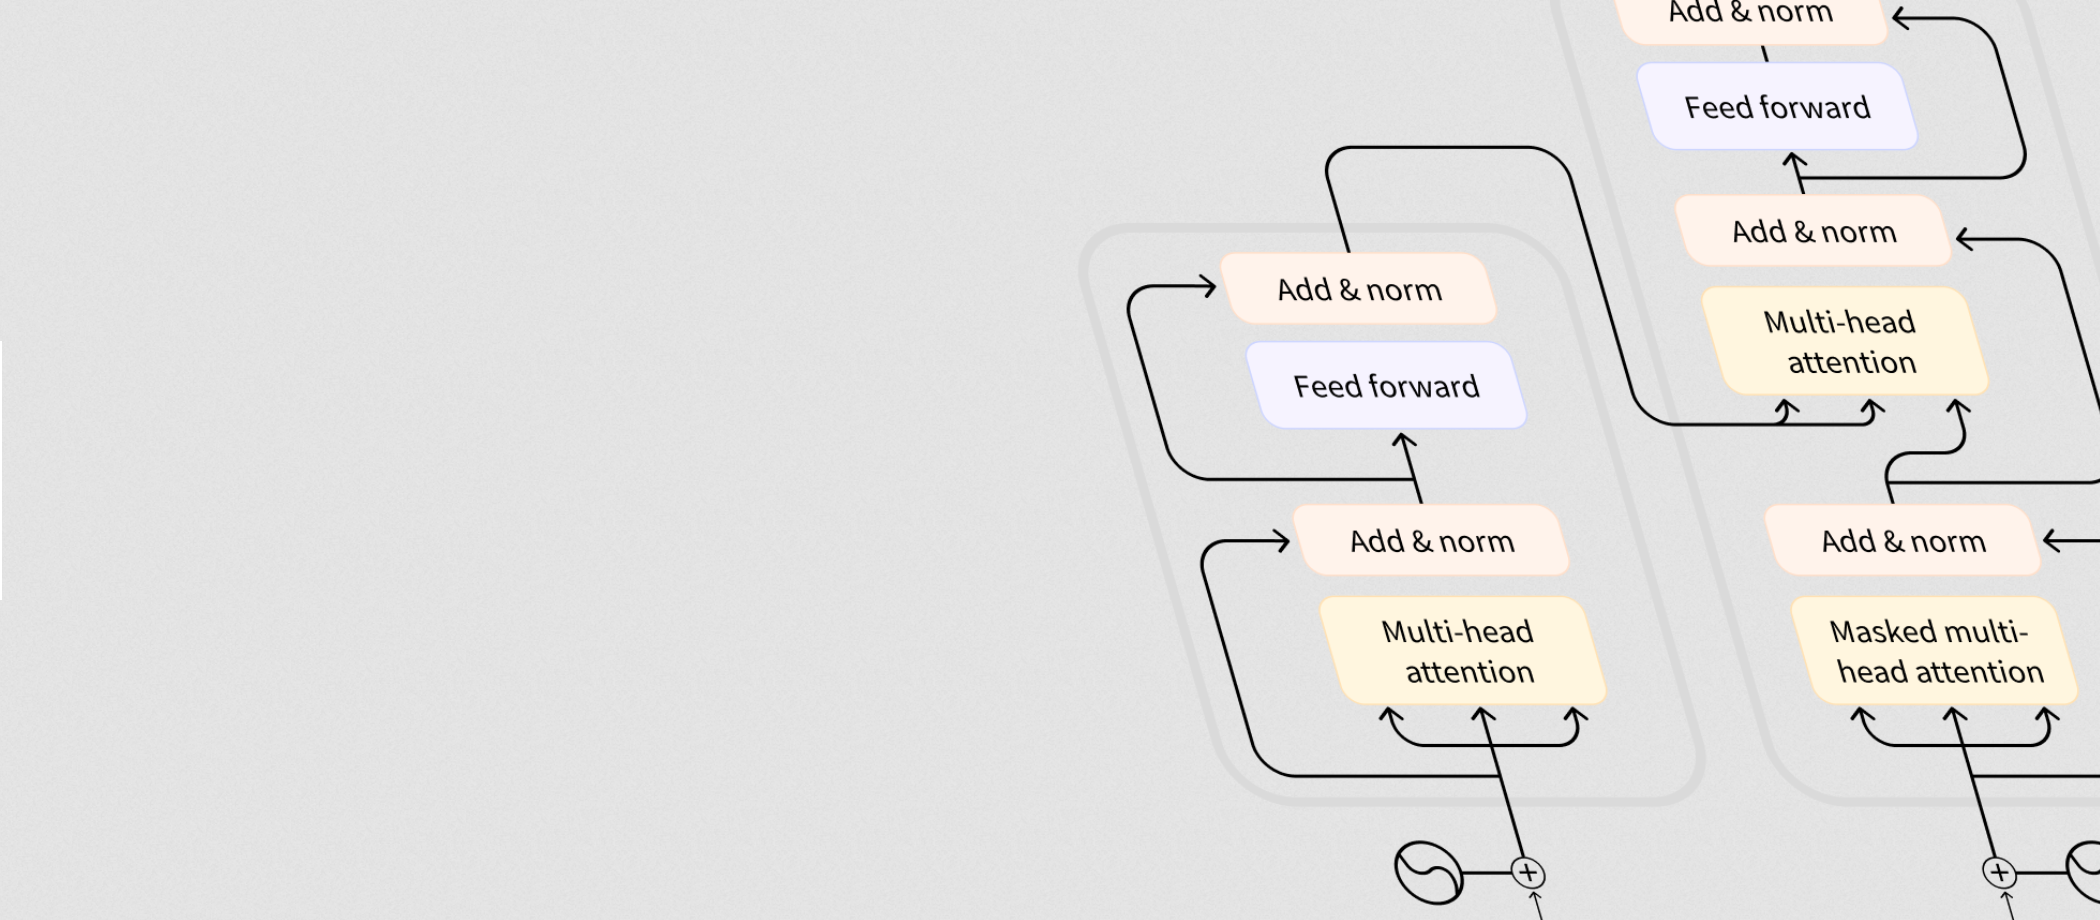 Add & norm
Feed forward
Add & norm
Multi-head
attention
Add & norm
Masked multi-
head attention
Add & norm
Feed forward
Add & norm
Multi-head
attention